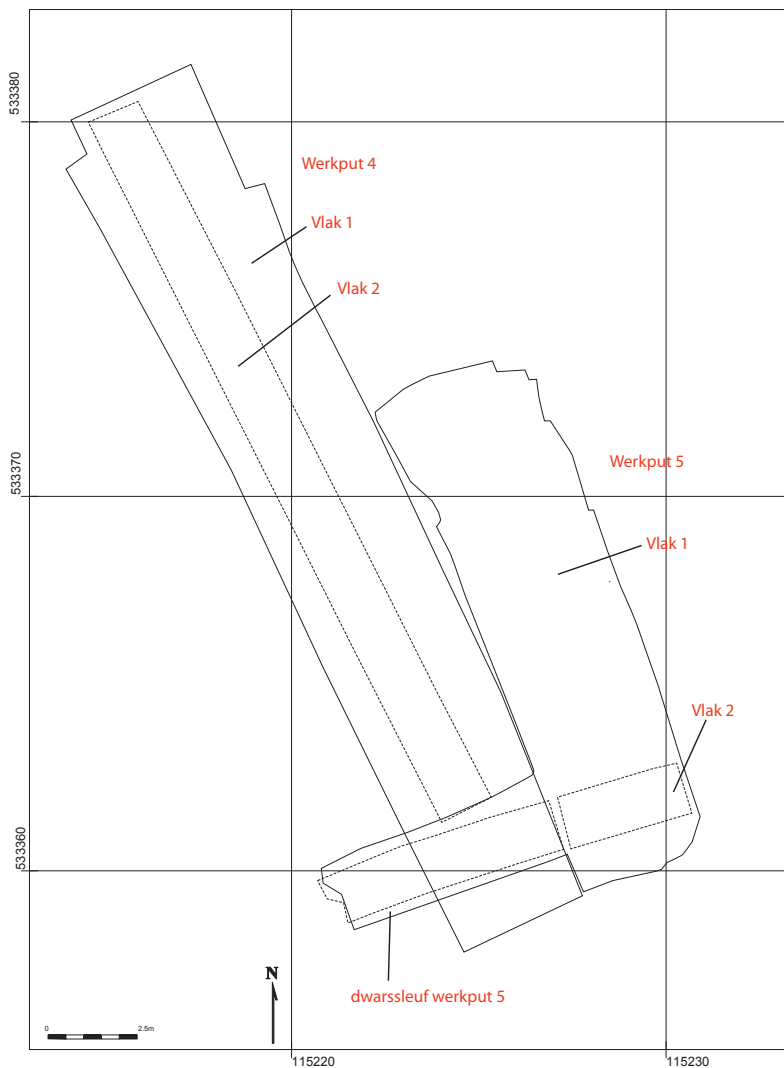 533380
Werkput 4
Vlak 1
Vlak 2
Werkput 5
533370
Vlak 1
Vlak 2
533360
dwarssleuf werkput 5
N
0 2.5m
115220 115230